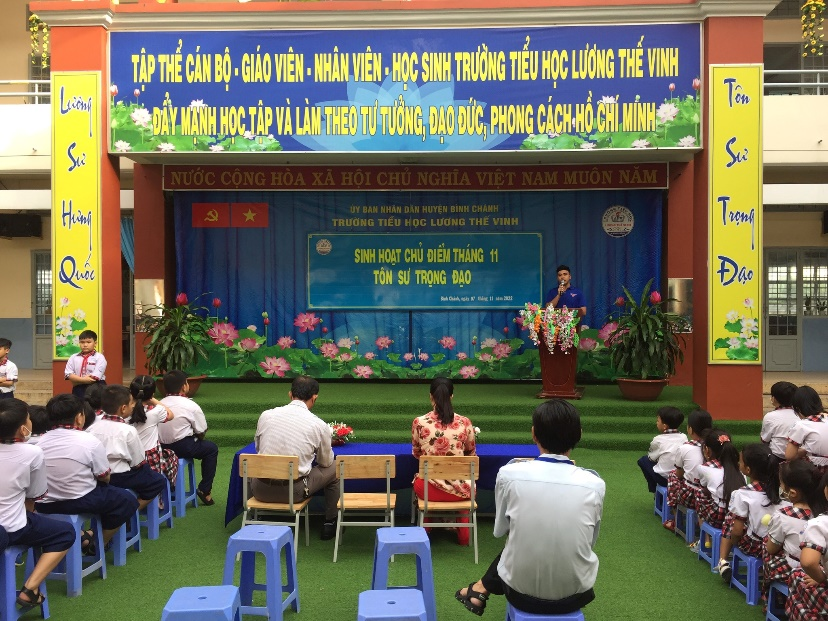 TẬP THỂ CÁN BỘ - GIÁO VIÊN - NHÂN VIÊN - HỌC SINH TRƯỜNG TIỂU HỌC LƯƠNG THẾ VINH
ĐẨY MẠNH HỌC TẬP VÀ LÀM THEO TƯ TƯỞNG, ĐẠO ĐỨC, PHONG CÁCH HỒ CHÍ MINH
Lương
Sư
Hưng
Quốc
Tôn
Sư
Trọng
Đạo
NƯỚC CỘNG HÒA XÃ HỘI CHỦ NGHĨA VIỆT NAM MUÔN NĂM
ỦY BAN NHÂN DÂN HUYỆN BÌNH CHÁNH
TRƯỜNG TIỂU HỌC LƯƠNG THẾ VINH
SINH HOẠT CHỦ ĐIỂM THÁNG 11
TÔN SƯ TRỌNG ĐẠO
Bình Chánh, ngày 07 tháng 11 năm 2022